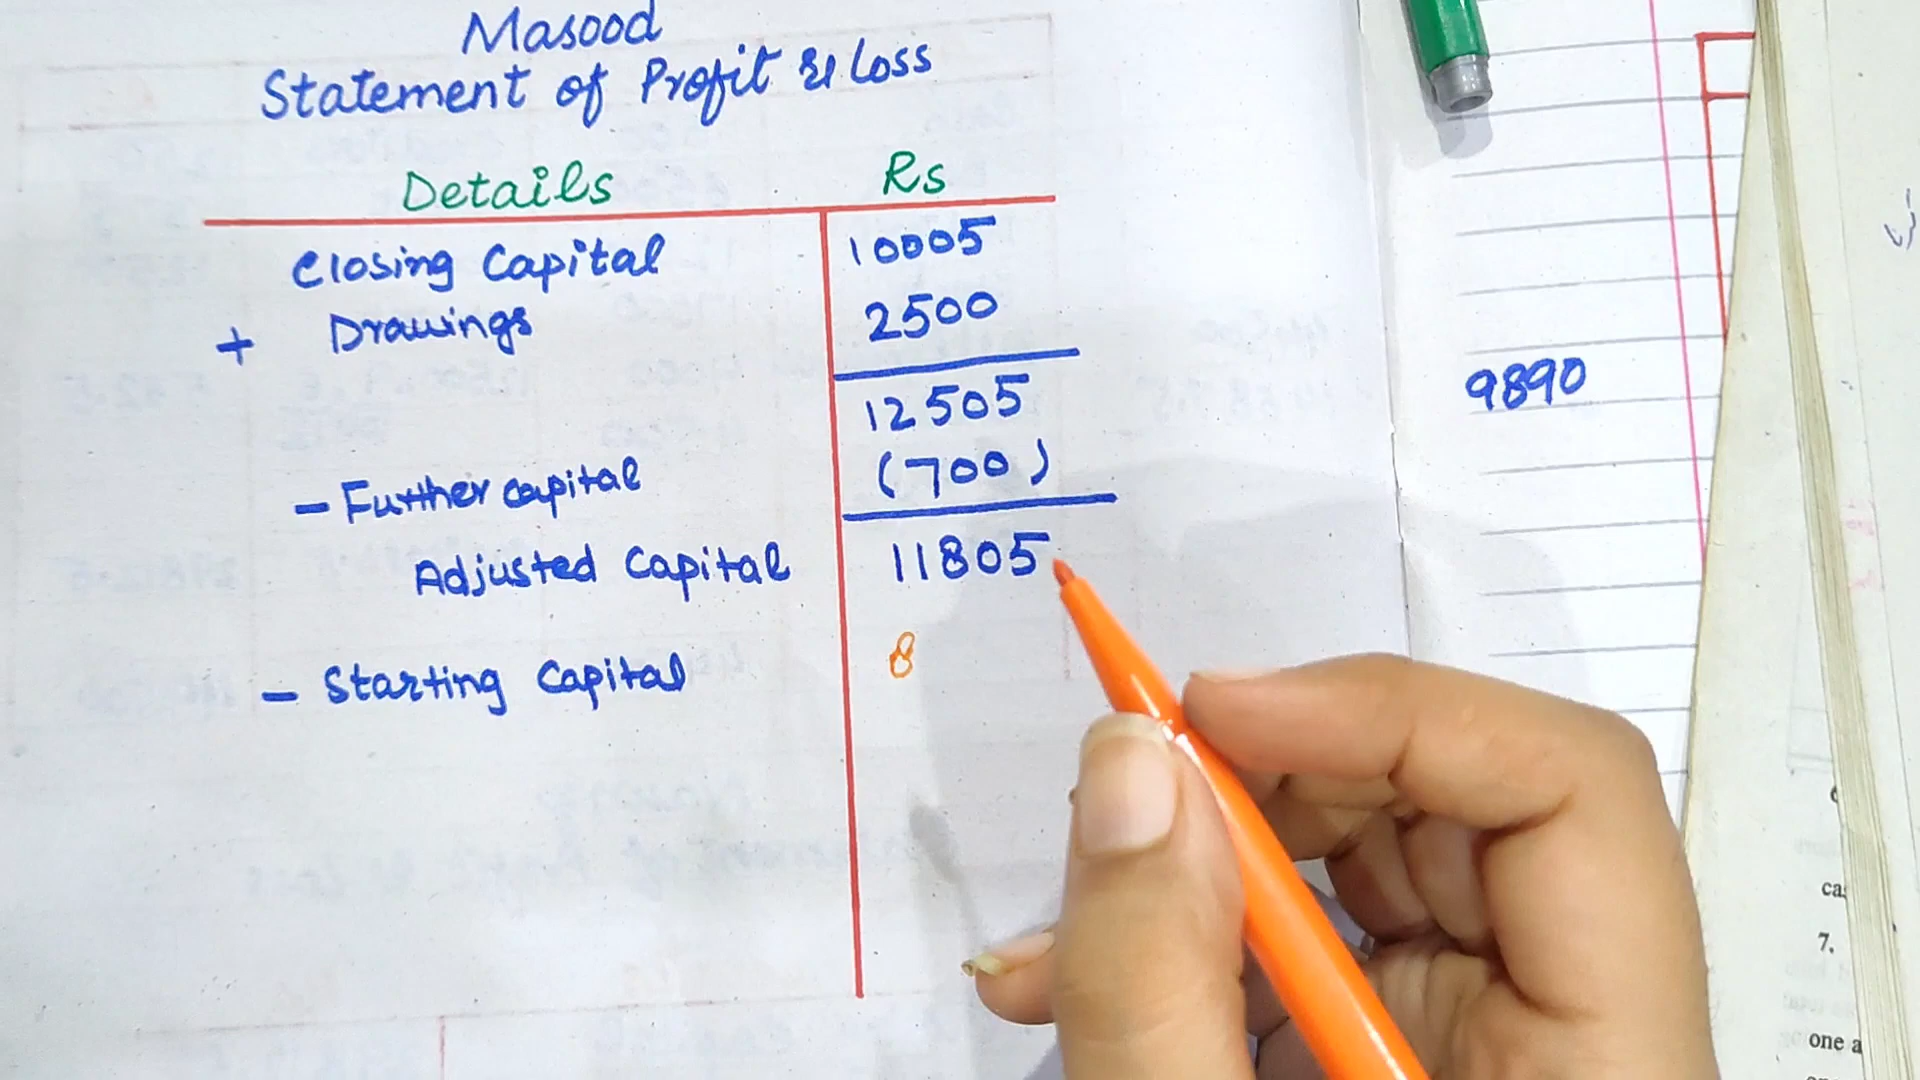 Masood
Statement of Profit & Loss
Details Rs
Closing Capital 10005
+ Drawings 2500
12505
- Further capital (700)
Adjusted Capital 11805
- Starting Capital 8
9890
7.
one a